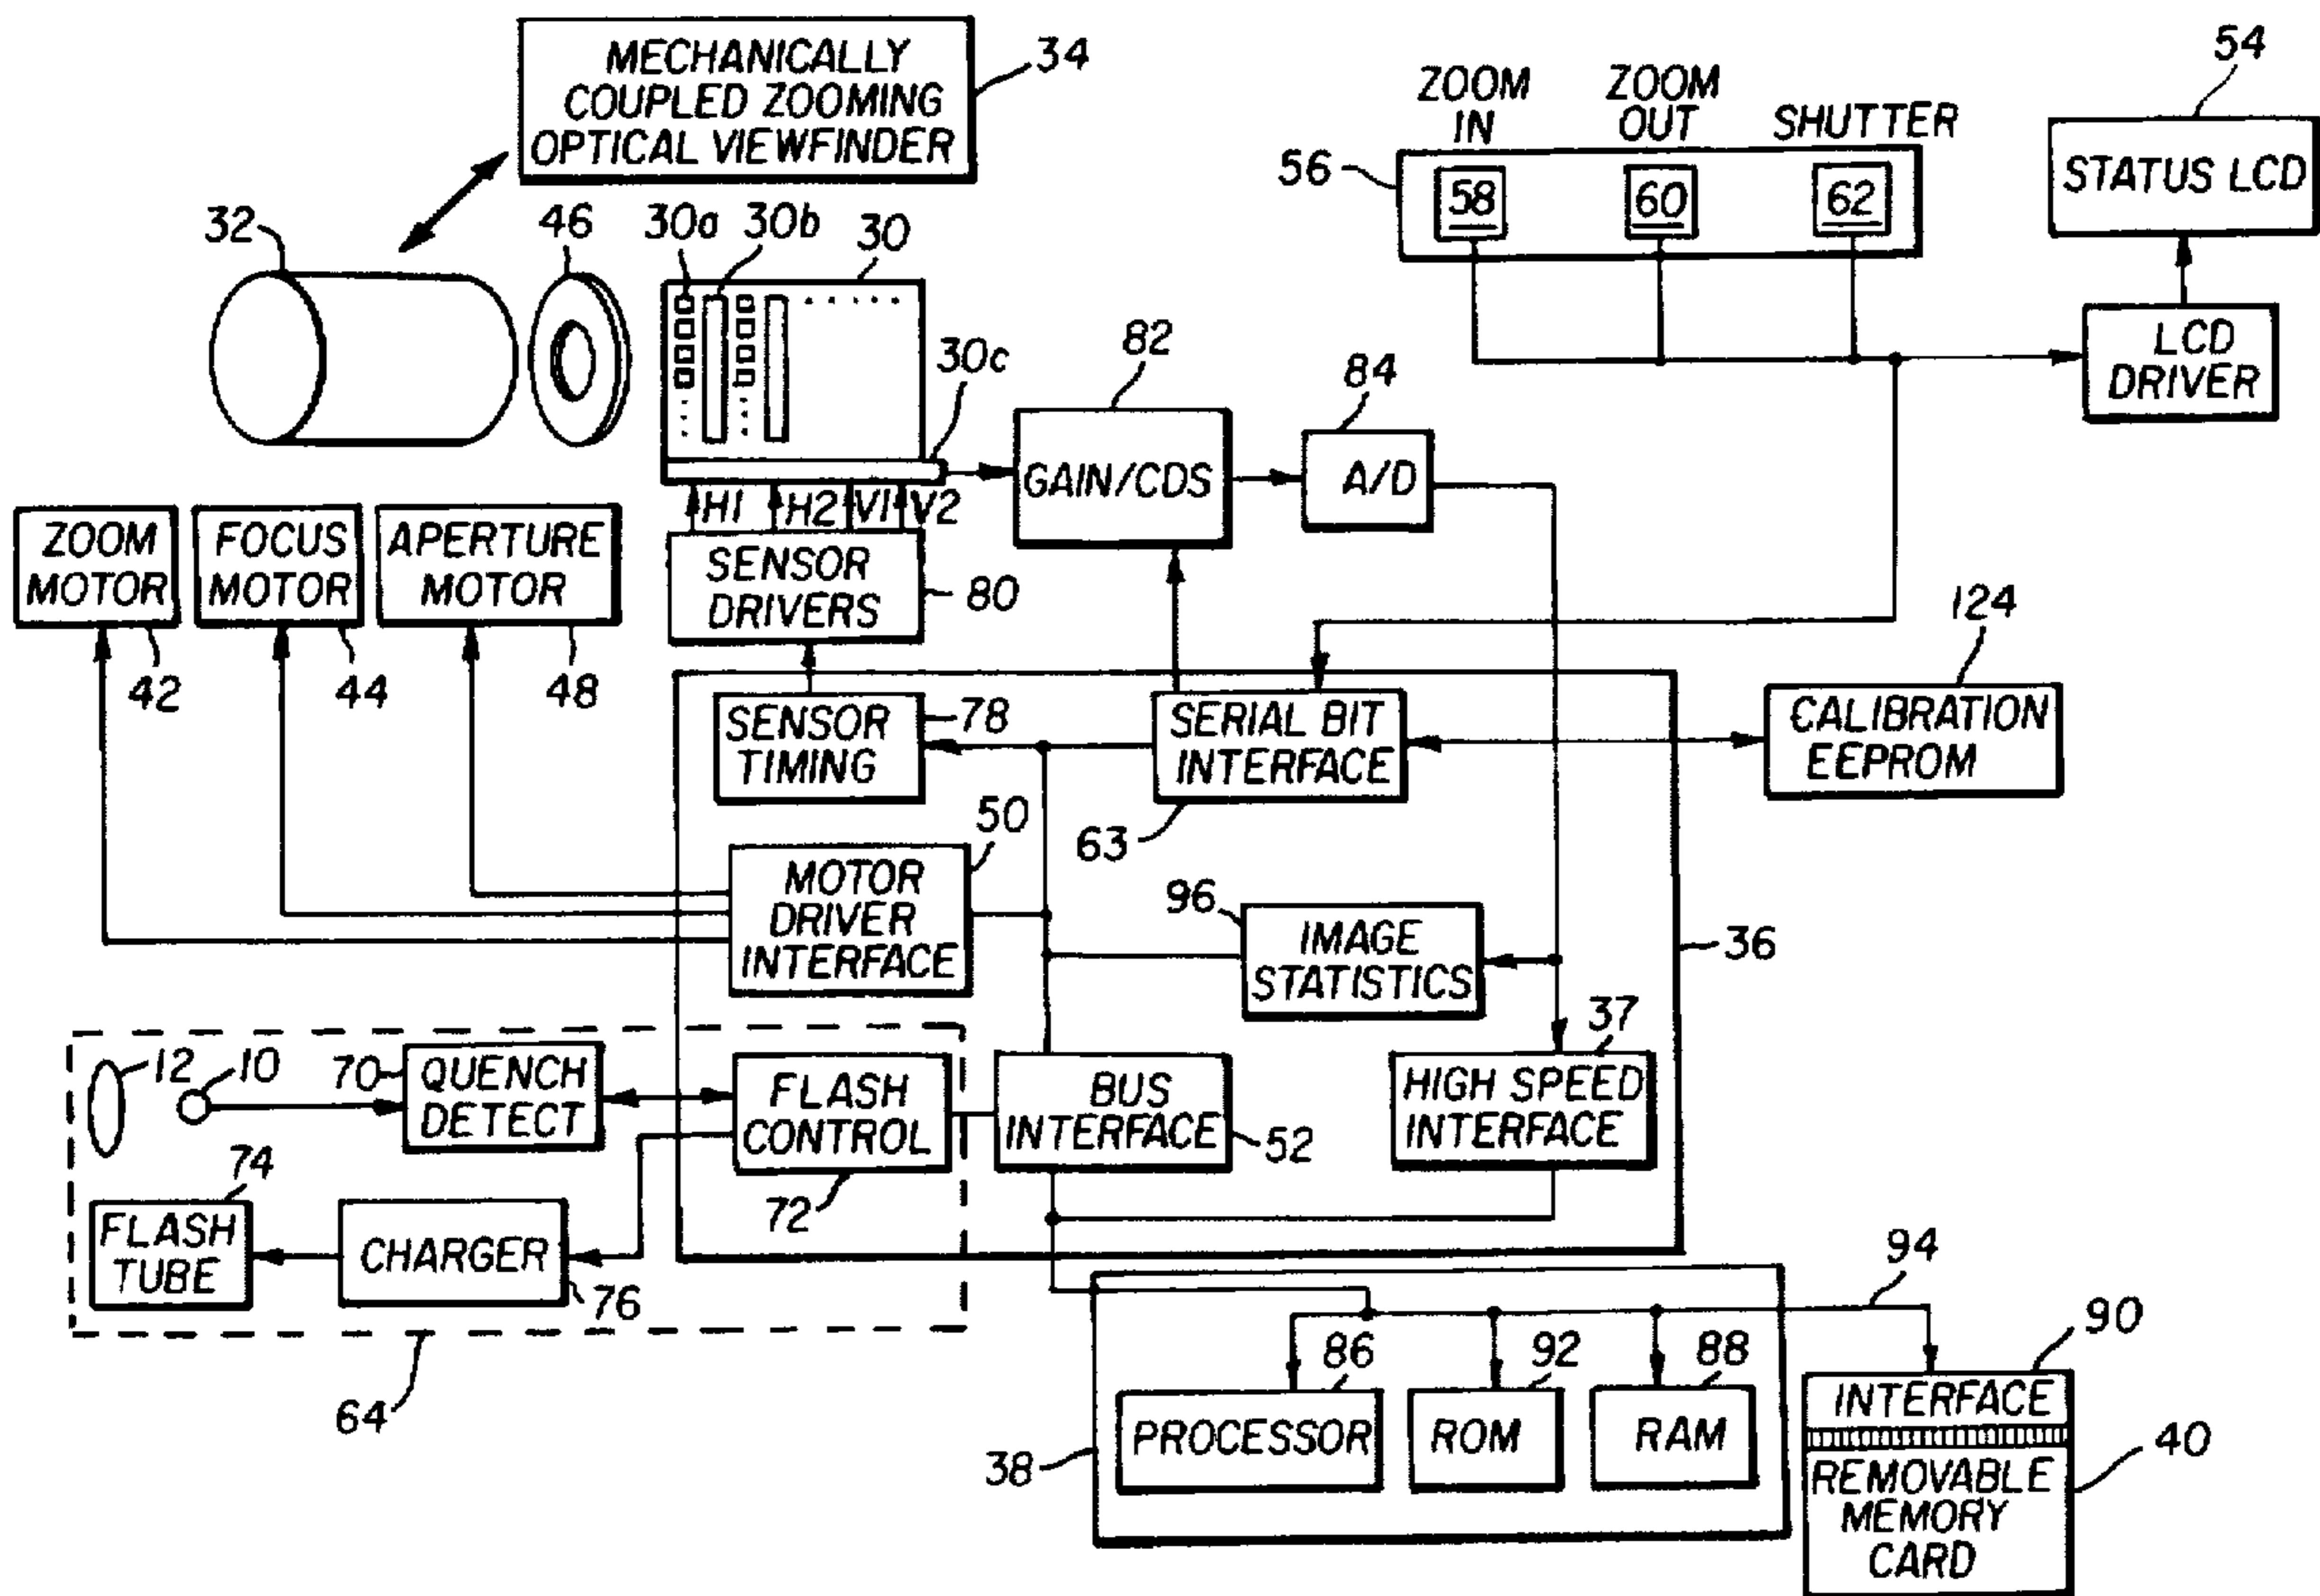 MECHANICALLY
COUPLED ZOOMING
OPTICAL VIEWFINDER
34
ZOOM
IN
ZOOM
OUT
SHUTTER
54
56
58
60
62
STATUS LCD
32
46
30a
30b
30
30c
82
84
LCD
DRIVER
GAIN/CDS
A/D
H1
H2
V1
V2
ZOOM
MOTOR
FOCUS
MOTOR
APERTURE
MOTOR
SENSOR
DRIVERS
80
42
44
48
124
SENSOR
TIMING
78
SERIAL BIT
INTERFACE
63
CALIBRATION
EEPROM
50
MOTOR
DRIVER
INTERFACE
96
IMAGE
STATISTICS
36
37
12
10
70
QUENCH
DETECT
FLASH
CONTROL
72
BUS
INTERFACE
52
HIGH SPEED
INTERFACE
74
FLASH
TUBE
CHARGER
76
64
94
90
86
92
88
PROCESSOR
ROM
RAM
38
INTERFACE
REMOVABLE
MEMORY
CARD
40